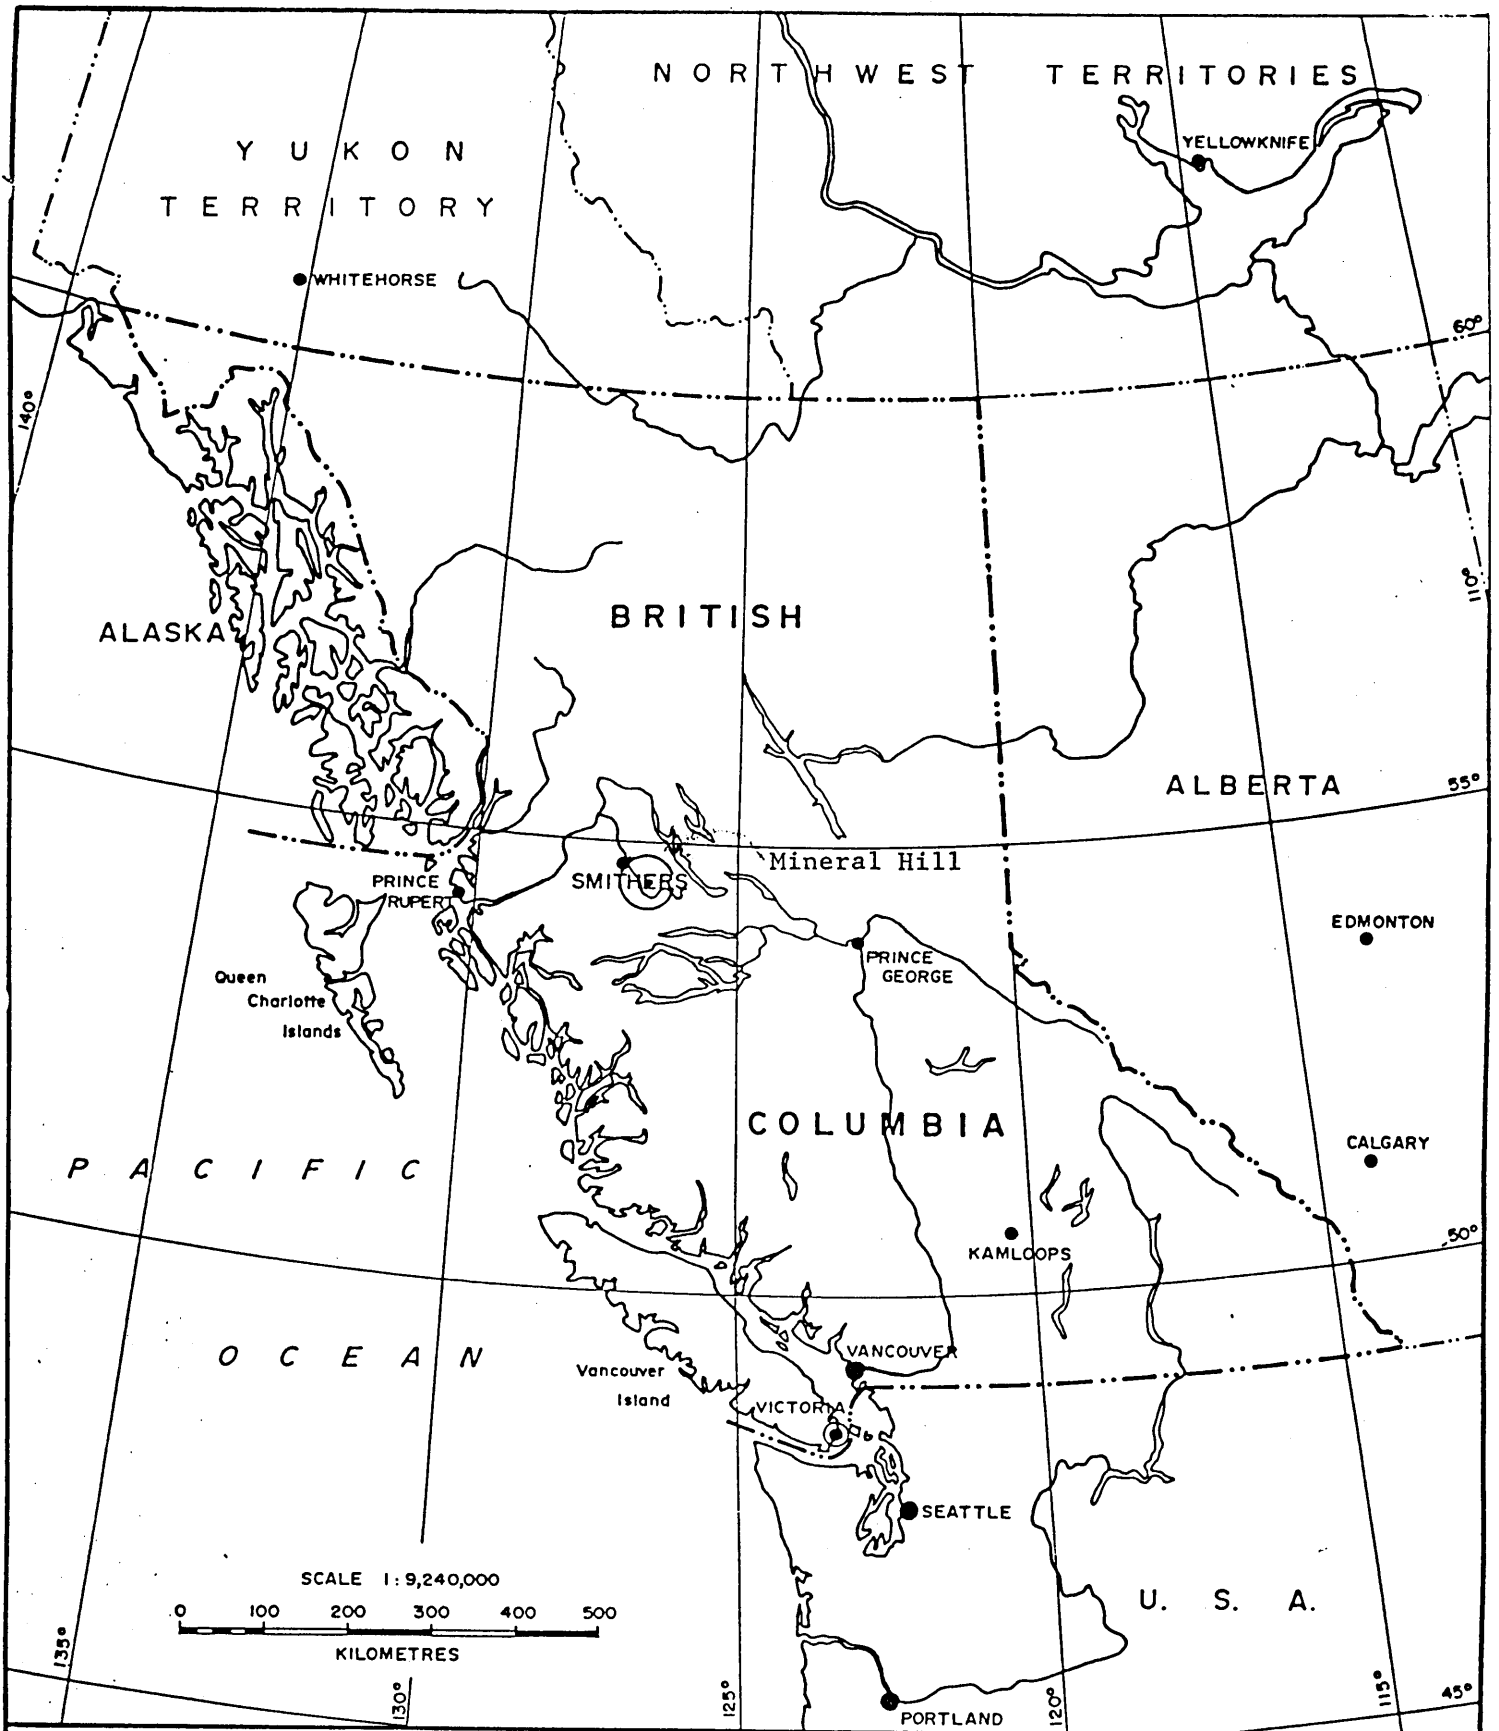 NORTHWEST TERRITORIES
YELLOWKNIFE
YUKON
TERRITORY
WHITEHORSE
60°
140°
110°
BRITISH
ALASKA
ALBERTA
55°
Mineral Hill
SMITHERS
PRINCE
RUPERT
EDMONTON
PRINCE
GEORGE
Queen
Charlotte
Islands
COLUMBIA
CALGARY
PACIFIC
50°
KAMLOOPS
OCEAN
VANCOUVER
Vancouver
Island
VICTORIA
SEATTLE
SCALE 1:9,240,000
0 100 200 300 400 500
KILOMETRES
U. S. A.
135°
130°
125°
120°
115°
45°
PORTLAND